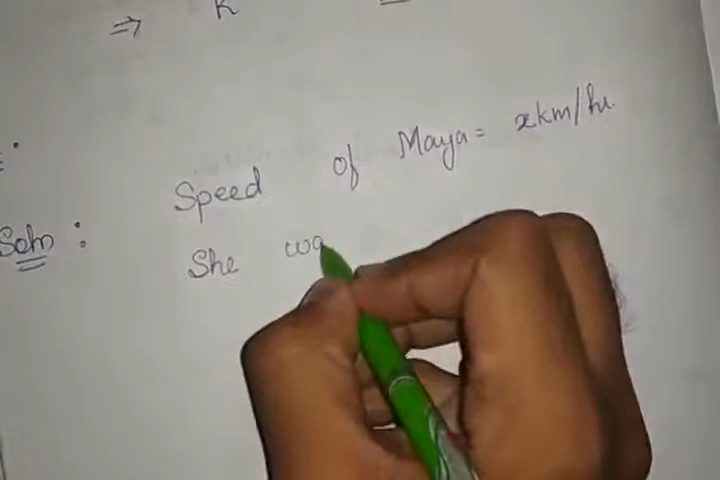 ⇒ k
Speed of Maya = x km/hr.
Soln :
She wa